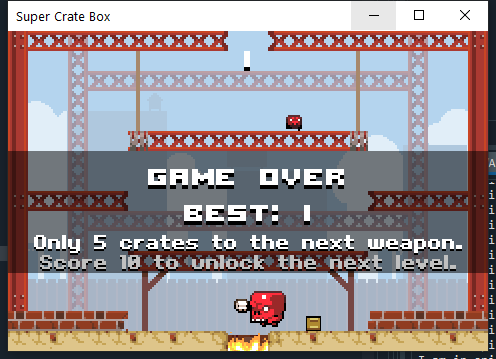 Super Crate Box
1
GAME OVER
BEST: 1
Only 5 crates to the next weapon.
Score 10 to unlock the next level.